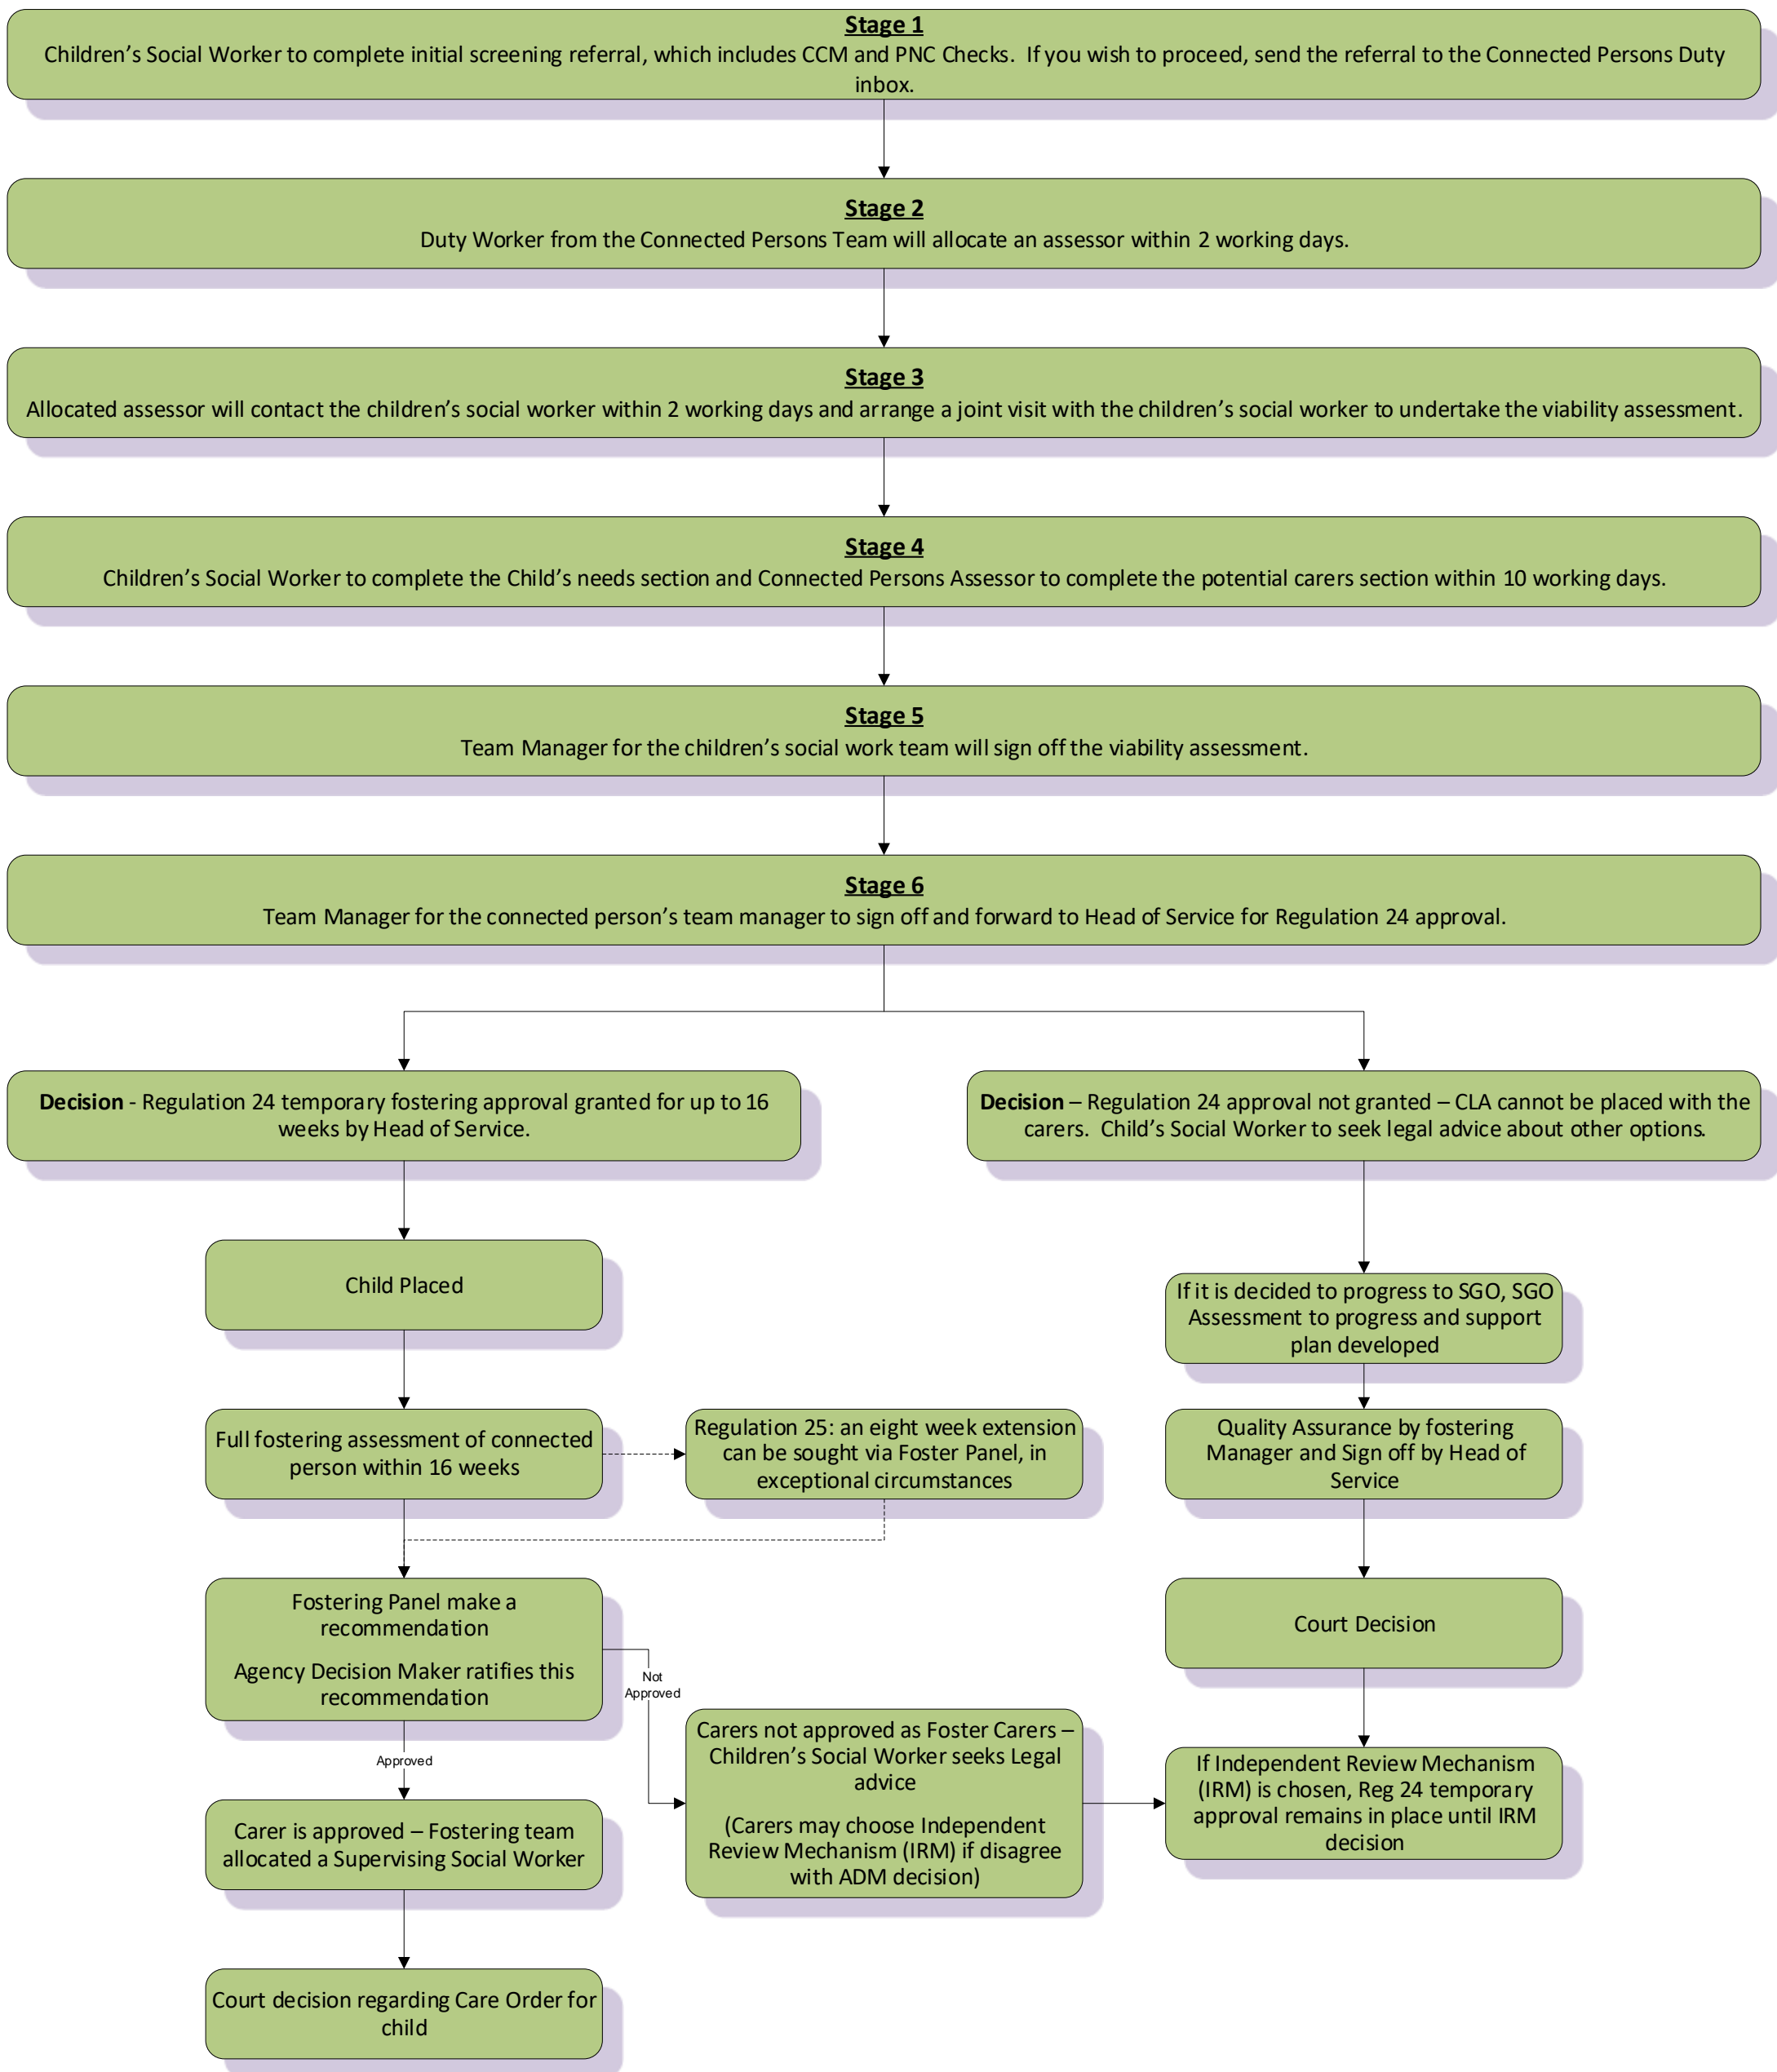 Stage 1
Children's Social Worker to complete initial screening referral, which includes CCM and PNC Checks.  If you wish to proceed, send the referral to the Connected Persons Duty
inbox.
Stage 2
Duty Worker from the Connected Persons Team will allocate an assessor within 2 working days.
Stage 3
Allocated assessor will contact the children's social worker within 2 working days and arrange a joint visit with the children's social worker to undertake the viability assessment.
Stage 4
Children's Social Worker to complete the Child's needs section and Connected Persons Assessor to complete the potential carers section within 10 working days.
Stage 5
Team Manager for the children's social work team will sign off the viability assessment.
Stage 6
Team Manager for the connected person's team manager to sign off and forward to Head of Service for Regulation 24 approval.
Decision - Regulation 24 temporary fostering approval granted for up to 16
weeks by Head of Service.
Decision – Regulation 24 approval not granted – CLA cannot be placed with the
carers.  Child's Social Worker to seek legal advice about other options.
Child Placed
If it is decided to progress to SGO, SGO
Assessment to progress and support
plan developed
Full fostering assessment of connected
person within 16 weeks
Regulation 25: an eight week extension
can be sought via Foster Panel, in
exceptional circumstances
Quality Assurance by fostering
Manager and Sign off by Head of
Service
Fostering Panel make a
recommendation
Agency Decision Maker ratifies this
recommendation
Court Decision
Not
Approved
Approved
Carers not approved as Foster Carers –
Children's Social Worker seeks Legal
advice
(Carers may choose Independent
Review Mechanism (IRM) if disagree
with ADM decision)
If Independent Review Mechanism
(IRM) is chosen, Reg 24 temporary
approval remains in place until IRM
decision
Carer is approved – Fostering team
allocated a Supervising Social Worker
Court decision regarding Care Order for
child